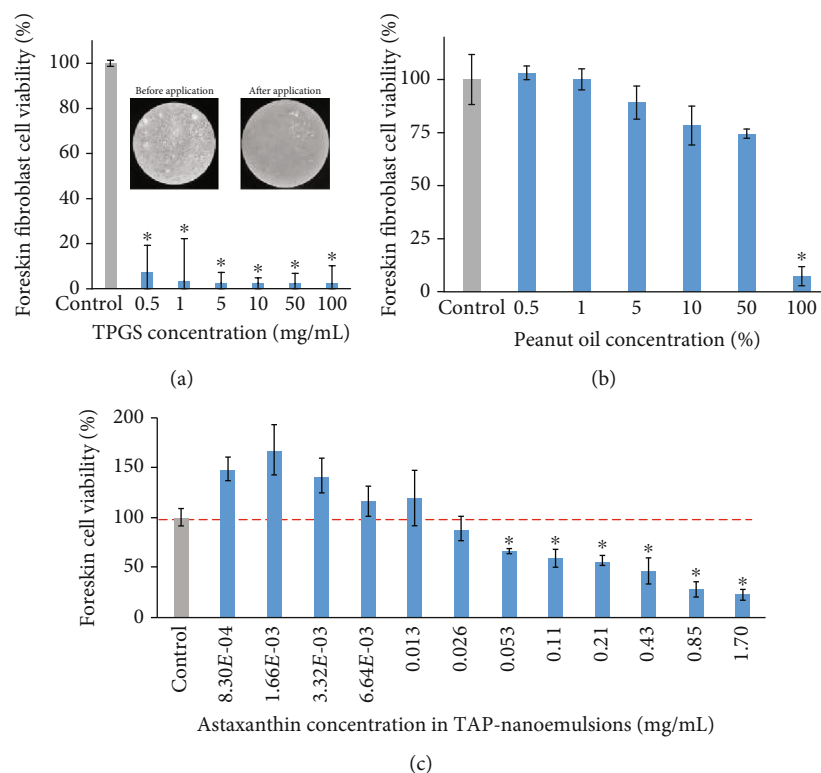 Foreskin fibroblast cell viability (%)
100
80
60
40
20
0
Before application
After application
* * * * * *
Control 0.5 1 5 10 50 100
TPGS concentration (mg/mL)
(a)
Foreskin fibroblast cell viability (%)
100
75
50
25
0
*
Control 0.5 1 5 10 50 100
Peanut oil concentration (%)
(b)
Foreskin cell viability (%)
200
150
100
50
0
* * * * * *
Control
8.30E-04
1.66E-03
3.32E-03
6.64E-03
0.013
0.026
0.053
0.11
0.21
0.43
0.85
1.70
Astaxanthin concentration in TAP-nanoemulsions (mg/mL)
(c)